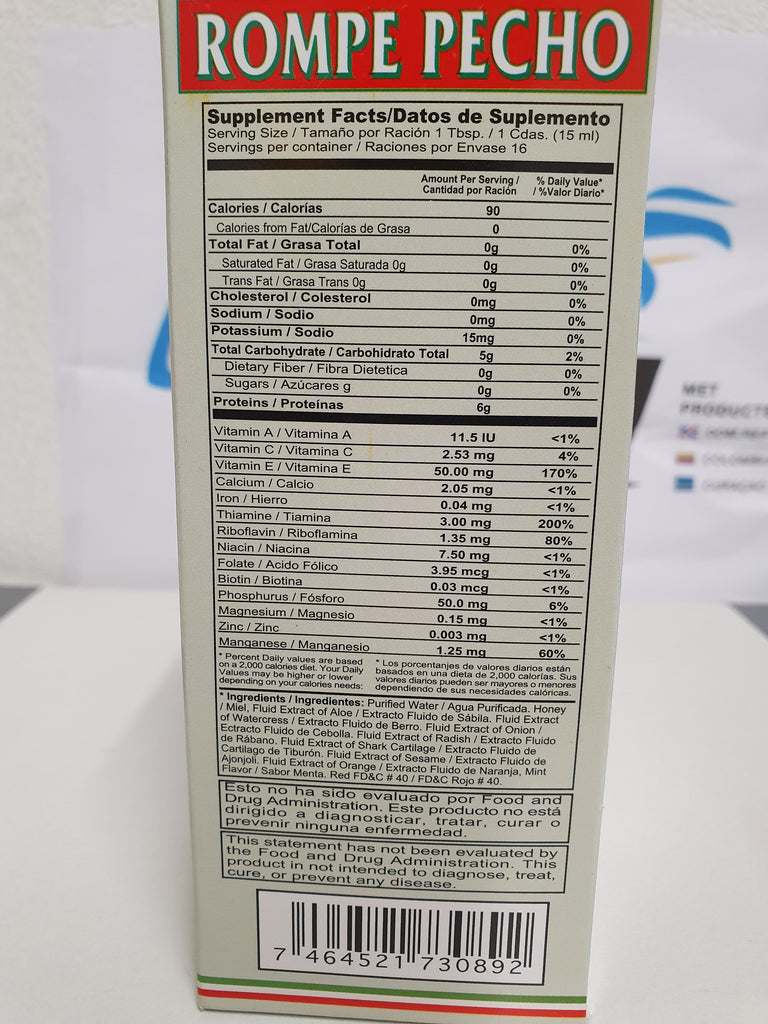 ROMPE PECHO
Supplement Facts/Datos de Suplemento
Serving Size / Tamaño por Ración 1 Tbsp. / 1 Cdas. (15 ml)
Servings per container / Raciones por Envase 16
Amount Per Serving / % Daily Value*
Cantidad por Ración / %Valor Diario*
Calories / Calorías 90
Calories from Fat/Calorías de Grasa 0
Total Fat / Grasa Total 0g 0%
Saturated Fat / Grasa Saturada 0g 0g 0%
Trans Fat / Grasa Trans 0g 0g 0%
Cholesterol / Colesterol 0mg 0%
Sodium / Sodio 0mg 0%
Potassium / Sodio 15mg 0%
Total Carbohydrate / Carbohidrato Total 5g 2%
Dietary Fiber / Fibra Dietetica 0g 0%
Sugars / Azúcares g 0g 0%
Proteins / Proteínas 6g
Vitamin A / Vitamina A 11.5 IU <1%
Vitamin C / Vitamina C 2.53 mg 4%
Vitamin E / Vitamina E 50.00 mg 170%
Calcium / Calcio 2.05 mg <1%
Iron / Hierro 0.04 mg <1%
Thiamine / Tiamina 3.00 mg 200%
Riboflavin / Riboflamina 1.35 mg 80%
Niacin / Niacina 7.50 mg <1%
Folate / Acido Fólico 3.95 mcg <1%
Biotin / Biotina 0.03 mcg <1%
Phosphurus / Fósforo 50.0 mg 6%
Magnesium / Magnesio 0.15 mg <1%
Zinc / Zinc 0.003 mg <1%
Manganese / Manganesio 1.25 mg 60%
* Percent Daily values are based
on a 2,000 calories diet. Your Daily
Values may be higher or lower
depending on your calories needs:
* Los porcentanjes de valores diarios están
basados en una dieta de 2,000 calorías. Sus
valores diarios pueden ser mayores o menores
dependiendo de sus necesidades calóricas.
* Ingredients / Ingredientes: Purified Water / Agua Purificada. Honey
/ Miel, Fluid Extract of Aloe / Extracto Fluido de Sábila. Fluid Extract
of Watercress / Extracto Fluido de Berro. Fluid Extract of Onion /
Ectracto Fluido de Cebolla. Fluid Extract of Radish / Extracto Fluido
de Rábano. Fluid Extract of Shark Cartilage / Extracto Fluido de
Cartilago de Tiburón. Fluid Extract of Sesame / Extracto Fluido de
Ajonjoli. Fluid Extract of Orange / Extracto Fluido de Naranja, Mint
Flavor / Sabor Menta. Red FD&C # 40 / FD&C Rojo # 40.
Esto no ha sido evaluado por Food and
Drug Administration. Este producto no está
dirigido a diagnosticar, tratar, curar o
prevenir ninguna enfermedad.
This statement has not been evaluated by
the Food and Drug Administration. This
product in not intended to diagnose, treat,
cure, or prevent any disease.
7 464521 730892
MET
PRODUCTE
DOM.REP
COLOMBIA
CURAÇAO